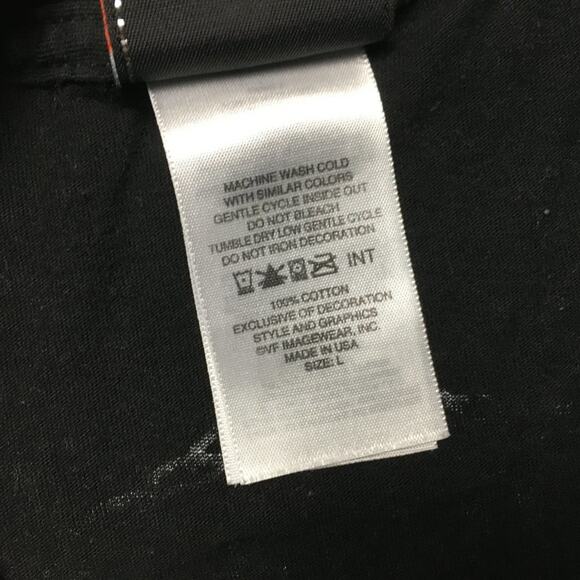 MACHINE WASH COLD
WITH SIMILAR COLORS
GENTLE CYCLE INSIDE OUT
DO NOT BLEACH
TUMBLE DRY LOW GENTLE CYCLE
DO NOT IRON DECORATION
INT
100% COTTON
EXCLUSIVE OF DECORATION
STYLE AND GRAPHICS
©VF IMAGEWEAR, INC.
MADE IN USA
SIZE: L